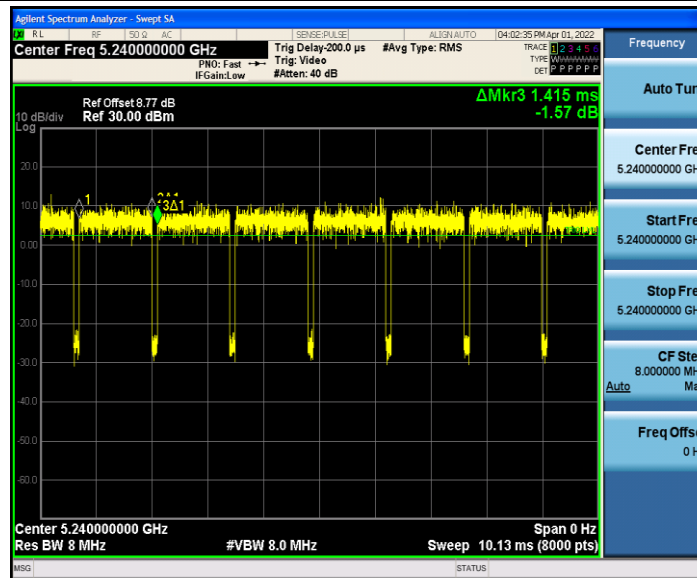 Agilent Spectrum Analyzer - Swept SA
LXI RL RF 50 Ω AC SENSE:PULSE ALIGN AUTO 04:02:35 PM Apr 01, 2022
Center Freq 5.240000000 GHz
PNO: Fast
IFGain:Low
Trig Delay-200.0 µs
Trig: Video
#Atten: 40 dB
#Avg Type: RMS
TRACE 1 2 3 4 5 6
TYPE W
DET P P P P P P
Frequency
Auto Tun
Center Fre
5.240000000 GH
Start Fre
5.240000000 GH
Stop Fre
5.240000000 GH
CF Ste
8.000000 MH
Auto Ma
Freq Offs
0 H
ΔMkr3 1.415 ms
-1.57 dB
Ref Offset 8.77 dB
10 dB/div Ref 30.00 dBm
Log
20.0
10.0
0.00
-10.0
-20.0
-30.0
-40.0
-50.0
-60.0
1
3Δ1
Center 5.240000000 GHz Span 0 Hz
Res BW 8 MHz #VBW 8.0 MHz Sweep 10.13 ms (8000 pts)
MSG STATUS